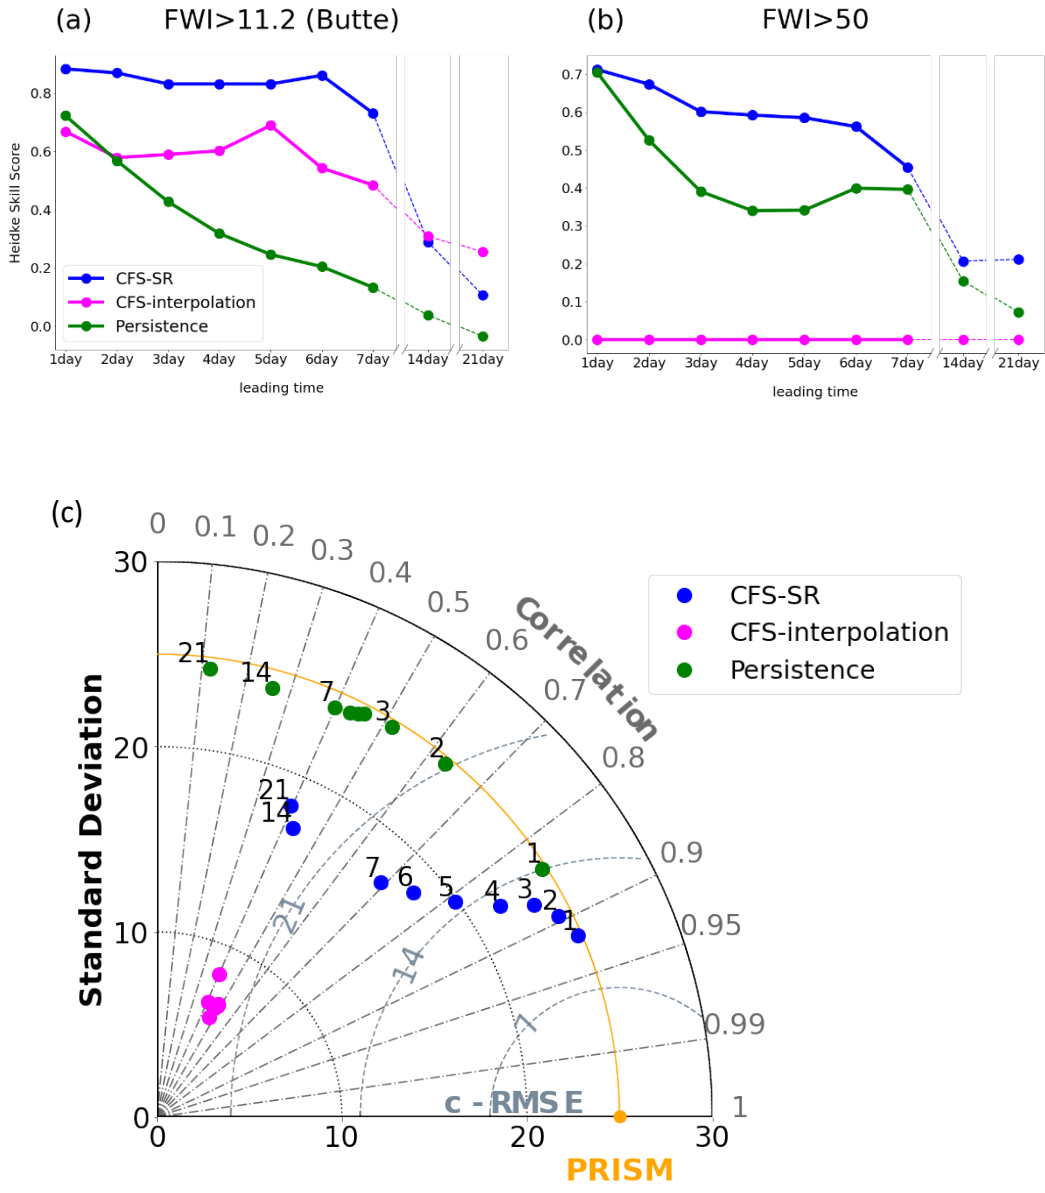 (a) FWI>11.2 (Butte)
(b) FWI>50
Heidke Skill Score
0.8
0.6
0.4
0.2
0.0
CFS-SR
CFS-interpolation
Persistence
1day 2day 3day 4day 5day 6day 7day 14day 21day
leading time
0.7
0.6
0.5
0.4
0.3
0.2
0.1
0.0
1day 2day 3day 4day 5day 6day 7day 14day 21day
leading time
(c)
0 0.1 0.2 0.3 0.4 0.5 0.6 0.7 0.8 0.9 0.95 0.99 1
Correlation
Standard Deviation
30
20
10
0
CFS-SR
CFS-interpolation
Persistence
21 14 7 3 2 1
21
14
7 6 5 4 3 2 1
21 14 7
c - RMSE
0 10 20 30
PRISM